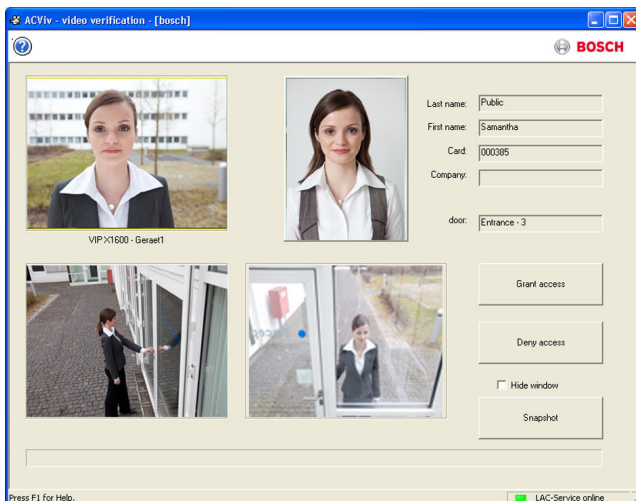 ACViv - video verification - [bosch]
BOSCH
VIP X1600 - Geraet1
Last name: Public
First name: Samantha
Card: 000385
Company:
door: Entrance - 3
Grant access
Deny access
Hide window
Snapshot
Press F1 for Help.
LAC-Service online